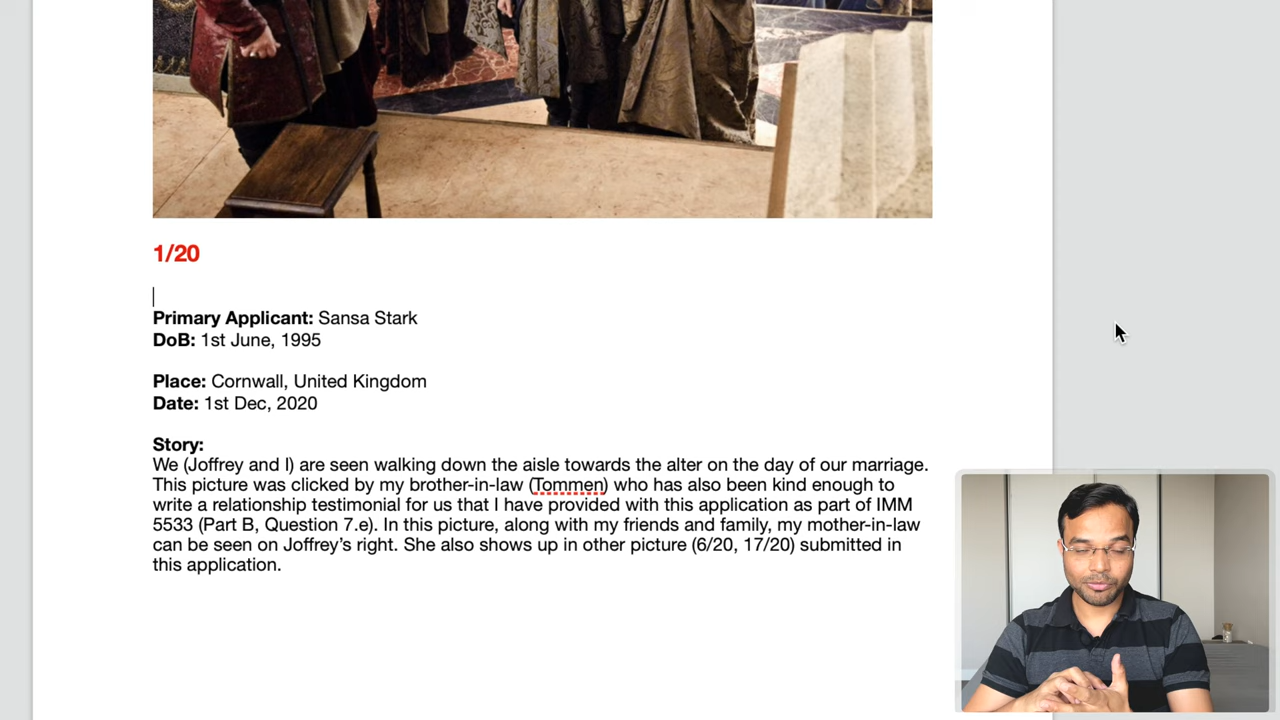 1/20
Primary Applicant: Sansa Stark
DoB: 1st June, 1995
Place: Cornwall, United Kingdom
Date: 1st Dec, 2020
Story:
We (Joffrey and I) are seen walking down the aisle towards the alter on the day of our marriage.
This picture was clicked by my brother-in-law (Tommen) who has also been kind enough to
write a relationship testimonial for us that I have provided with this application as part of IMM
5533 (Part B, Question 7.e). In this picture, along with my friends and family, my mother-in-law
can be seen on Joffrey’s right. She also shows up in other picture (6/20, 17/20) submitted in
this application.